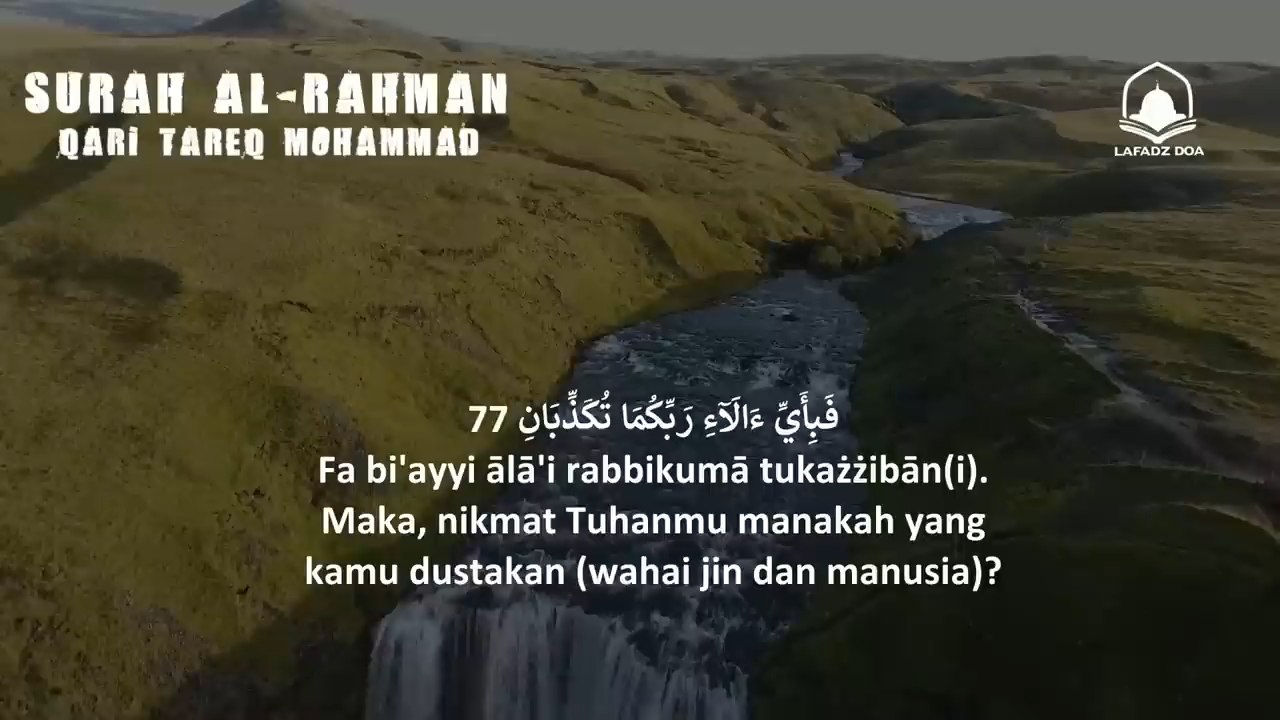 SURAH AL-RAHMAN
QARI TAREQ MOHAMMAD
LAFADZ DOA
فَبِأَيِّ ءَالَآءِ رَبِّكُمَا تُكَذِّبَانِ 77
Fa bi'ayyi ālā'i rabbikumā tukażżibān(i).
Maka, nikmat Tuhanmu manakah yang
kamu dustakan (wahai jin dan manusia)?